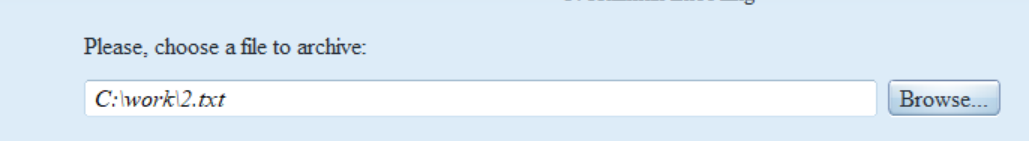 Please, choose a file to archive:
C:\work\2.txt
Browse...